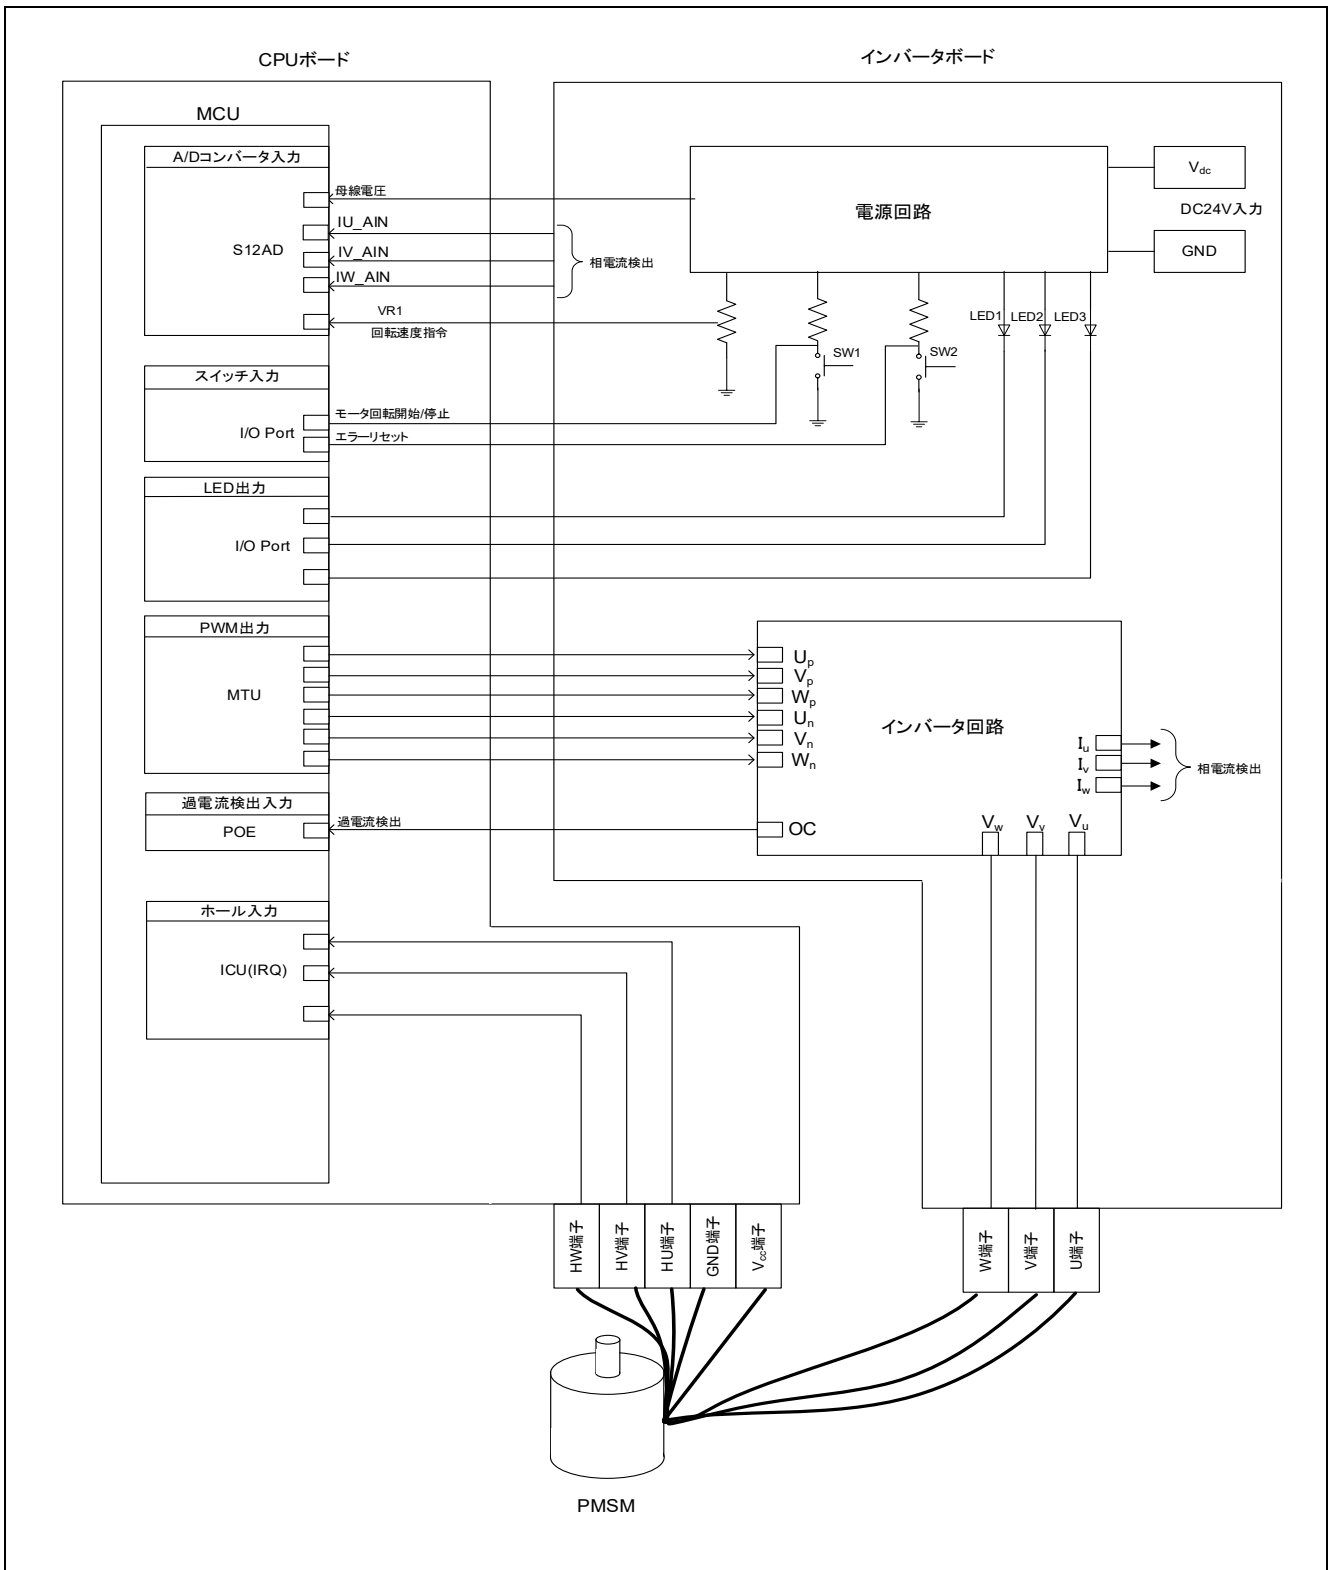 CPUボード
インバータボード
MCU
A/Dコンバータ入力
S12AD
母線電圧
IU_AIN
IV_AIN
IW_AIN
相電流検出
VR1
回転速度指令
電源回路
Vdc
DC24V入力
GND
SW1
SW2
LED1
LED2
LED3
スイッチ入力
I/O Port
モータ回転開始/停止
エラーリセット
LED出力
I/O Port
PWM出力
MTU
Up
Vp
Wp
Un
Vn
Wn
インバータ回路
Iu
Iv
Iw
相電流検出
過電流検出入力
POE
過電流検出
OC
Vw
Vv
Vu
ホール入力
ICU(IRQ)
HW端子
HV端子
HU端子
GND端子
Vcc端子
W端子
V端子
U端子
PMSM